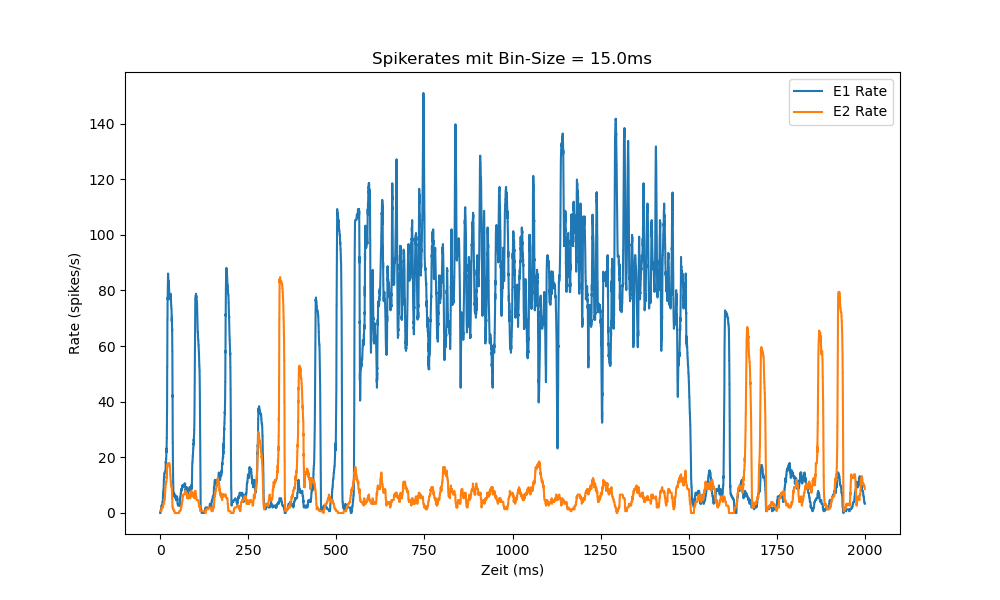 Spikerates mit Bin-Size = 15.0ms
E1 Rate
E2 Rate
Rate (spikes/s)
140
120
100
80
60
40
20
0
0 250 500 750 1000 1250 1500 1750 2000
Zeit (ms)